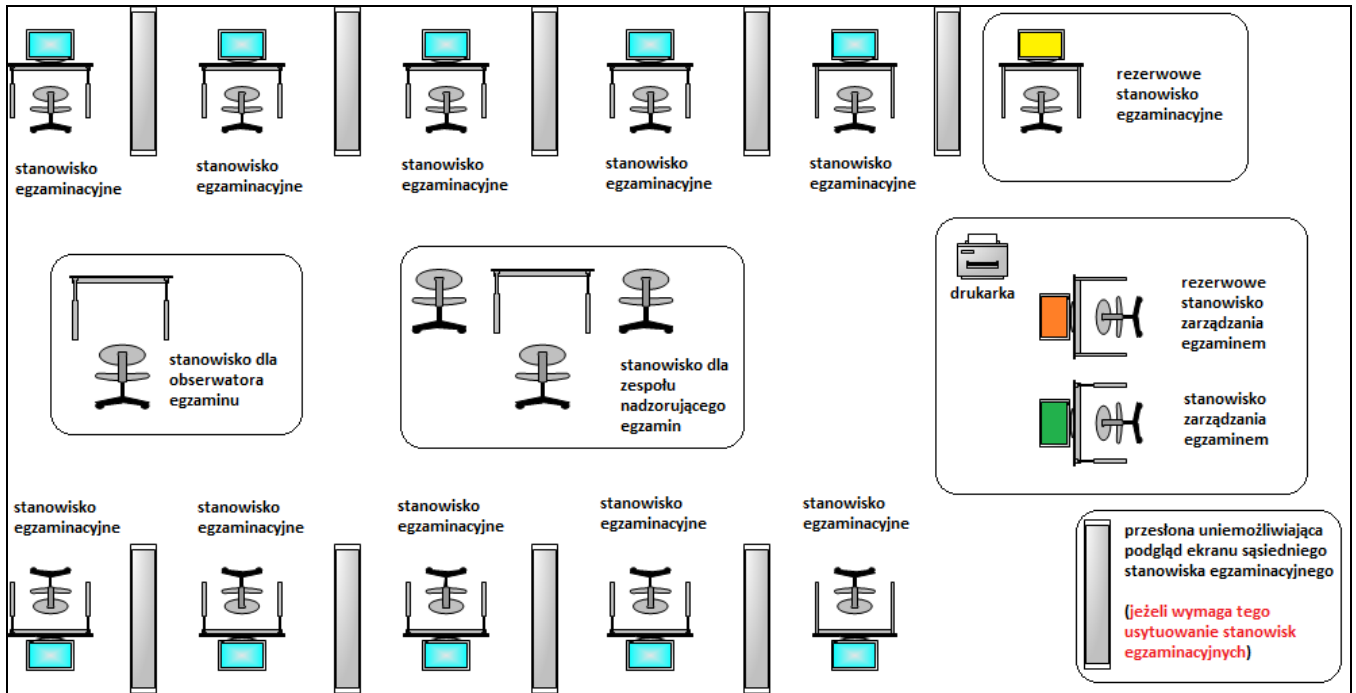 stanowisko
egzaminacyjne
stanowisko
egzaminacyjne
stanowisko
egzaminacyjne
stanowisko
egzaminacyjne
stanowisko
egzaminacyjne
rezerwowe
stanowisko
egzaminacyjne
stanowisko dla
obserwatora
egzaminu
stanowisko dla
zespołu
nadzorującego
egzamin
drukarka
rezerwowe
stanowisko
zarządzania
egzaminem
stanowisko
zarządzania
egzaminem
stanowisko
egzaminacyjne
stanowisko
egzaminacyjne
stanowisko
egzaminacyjne
stanowisko
egzaminacyjne
stanowisko
egzaminacyjne
przesłona uniemożliwiająca
podgląd ekranu sąsiedniego
stanowiska egzaminacyjnego
(jeżeli wymaga tego
usytuowanie stanowisk
egzaminacyjnych)